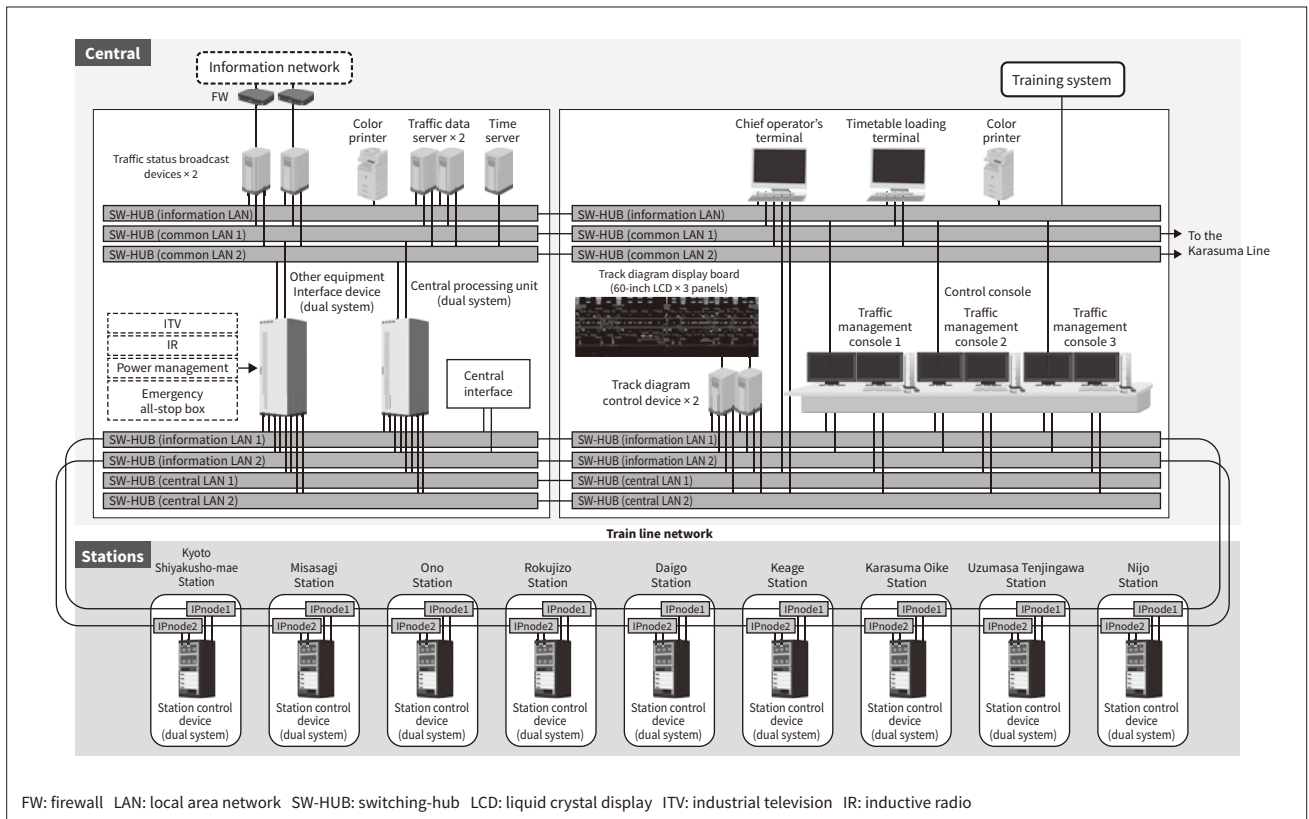 Central
Information network
FW
Training system
Traffic status broadcast
devices × 2
Color
printer
Traffic data
server × 2
Time
server
Chief operator's
terminal
Timetable loading
terminal
Color
printer
SW-HUB (information LAN)
SW-HUB (common LAN 1)
SW-HUB (common LAN 2)
SW-HUB (information LAN)
SW-HUB (common LAN 1)
SW-HUB (common LAN 2)
To the
Karasuma Line
Other equipment
Interface device
(dual system)
Central processing unit
(dual system)
ITV
IR
Power management
Emergency
all-stop box
Central
interface
Track diagram display board
(60-inch LCD × 3 panels)
Track diagram
control device × 2
Control console
Traffic
management
console 1
Traffic
management
console 2
Traffic
management
console 3
SW-HUB (information LAN 1)
SW-HUB (information LAN 2)
SW-HUB (central LAN 1)
SW-HUB (central LAN 2)
SW-HUB (information LAN 1)
SW-HUB (information LAN 2)
SW-HUB (central LAN 1)
SW-HUB (central LAN 2)
Train line network
Stations
Kyoto
Shiyakusho-mae
Station
Misasagi
Station
Ono
Station
Rokujizo
Station
Daigo
Station
Keage
Station
Karasuma Oike
Station
Uzumasa Tenjingawa
Station
Nijo
Station
IPnode1
IPnode2
Station control
device
(dual system)
IPnode1
IPnode2
Station control
device
(dual system)
IPnode1
IPnode2
Station control
device
(dual system)
IPnode1
IPnode2
Station control
device
(dual system)
IPnode1
IPnode2
Station control
device
(dual system)
IPnode1
IPnode2
Station control
device
(dual system)
IPnode1
IPnode2
Station control
device
(dual system)
IPnode1
IPnode2
Station control
device
(dual system)
IPnode1
IPnode2
Station control
device
(dual system)
FW: firewall LAN: local area network SW-HUB: switching-hub LCD: liquid crystal display ITV: industrial television IR: inductive radio